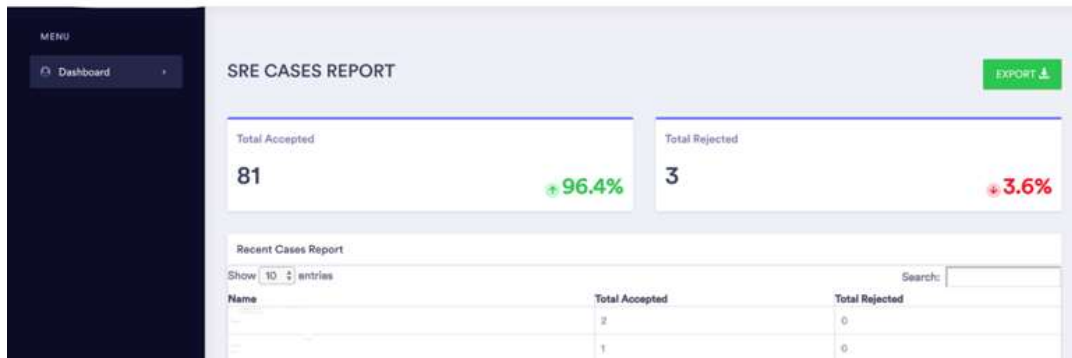 MENU
Dashboard
SRE CASES REPORT
EXPORT
Total Accepted
81
96.4%
Total Rejected
3
3.6%
Recent Cases Report
Show 10 entries
Search:
Name Total Accepted Total Rejected
2 0
1 0